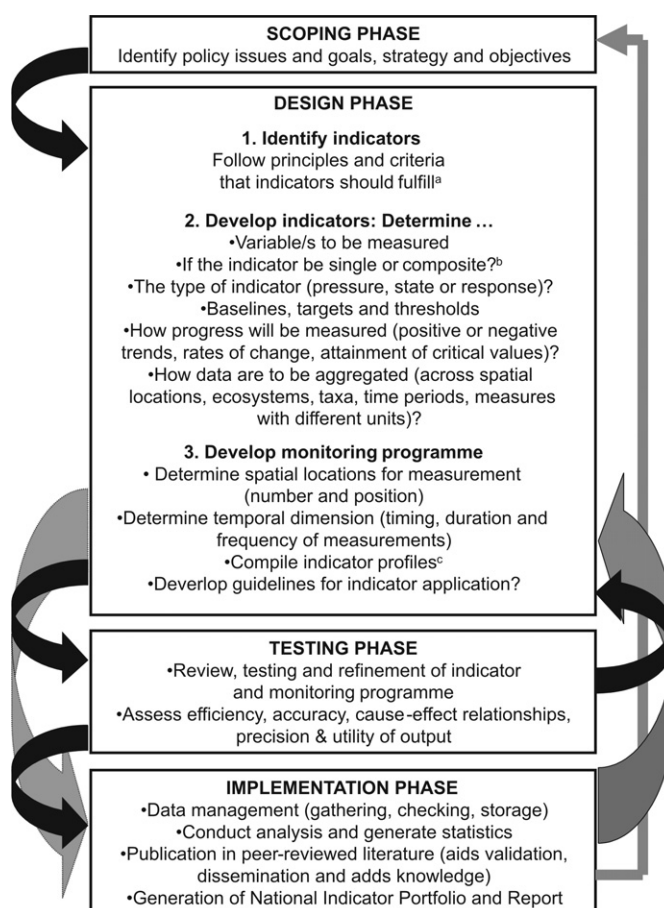 SCOPING PHASE
Identify policy issues and goals, strategy and objectives
DESIGN PHASE
1. Identify indicators
Follow principles and criteria
that indicators should fulfillᵃ
2. Develop indicators: Determine ...
•Variable/s to be measured
•If the indicator be single or composite?ᵇ
•The type of indicator (pressure, state or response)?
•Baselines, targets and thresholds
•How progress will be measured (positive or negative
trends, rates of change, attainment of critical values)?
•How data are to be aggregated (across spatial
locations, ecosystems, taxa, time periods, measures
with different units)?
3. Develop monitoring programme
• Determine spatial locations for measurement
(number and position)
•Determine temporal dimension (timing, duration and
frequency of measurements)
•Compile indicator profilesᶜ
•Deverlop guidelines for indicator application?
TESTING PHASE
•Review, testing and refinement of indicator
and monitoring programme
•Assess efficiency, accuracy, cause-effect relationships,
precision & utility of output
IMPLEMENTATION PHASE
•Data management (gathering, checking, storage)
•Conduct analysis and generate statistics
•Publication in peer-reviewed literature (aids validation,
dissemination and adds knowledge)
•Generation of National Indicator Portfolio and Report